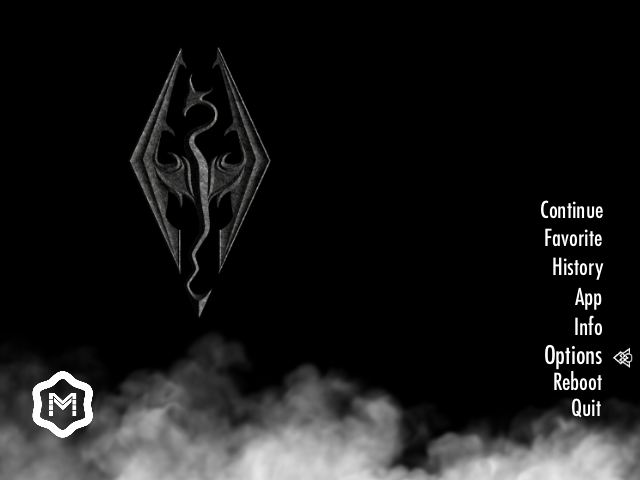 Continue
Favorite
History
App
Info
Options
Reboot
Quit
M